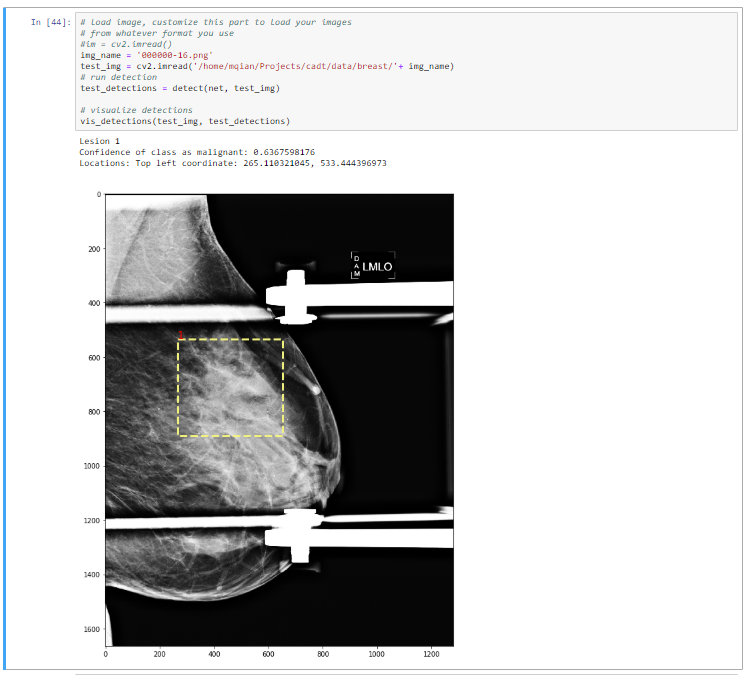 In [44]:
# Load image, customize this part to load your images
# from whatever format you use
#im = cv2.imread()
img_name = '000000-16.png'
test_img = cv2.imread('/home/mqian/Projects/cadt/data/breast/'+ img_name)
# run detection
test_detections = detect(net, test_img)
# visualize detections
vis_detections(test_img, test_detections)
Lesion 1
Confidence of class as malignant: 0.6367598176
Locations: Top left coordinate: 265.110321045, 533.444396973
0
200
400
600
800
1000
1200
1400
1600
DAM
LMLO
1
0 200 400 600 800 1000 1200